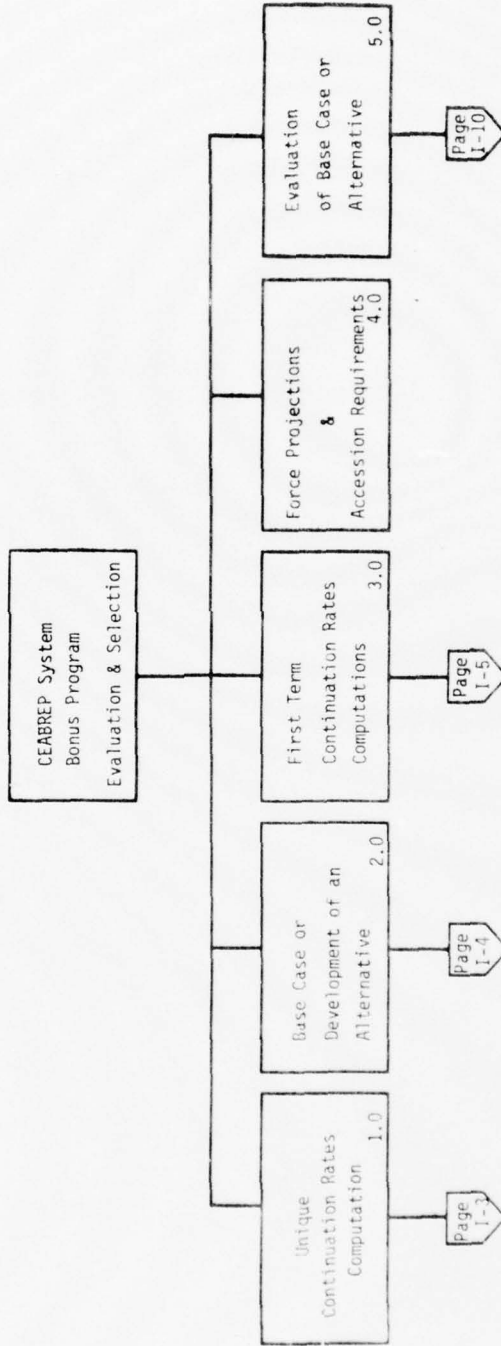 CEABREP System
Bonus Program
Evaluation & Selection
Unique
Continuation Rates
Computation
1.0
Page
I-3
Base Case or
Development of an
Alternative
2.0
Page
I-4
First Term
Continuation Rates
Computations
3.0
Page
I-5
Force Projections
&
Accession Requirements
4.0
Evaluation
of Base Case or
Alternative
5.0
Page
I-10